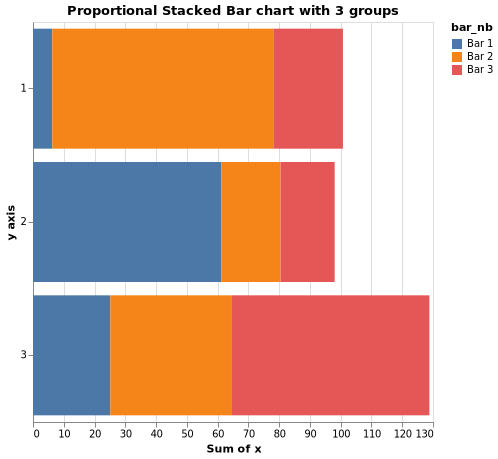 Proportional Stacked Bar chart with 3 groups
bar_nb
Bar 1
Bar 2
Bar 3
y axis
1
2
3
0 10 20 30 40 50 60 70 80 90 100 110 120 130
Sum of x